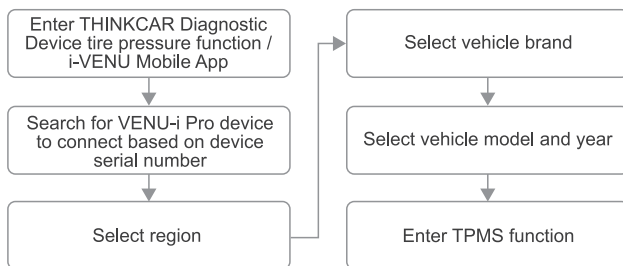 Enter THINKCAR Diagnostic
Device tire pressure function /
i-VENU Mobile App
Search for VENU-i Pro device
to connect based on device
serial number
Select region
Select vehicle brand
Select vehicle model and year
Enter TPMS function